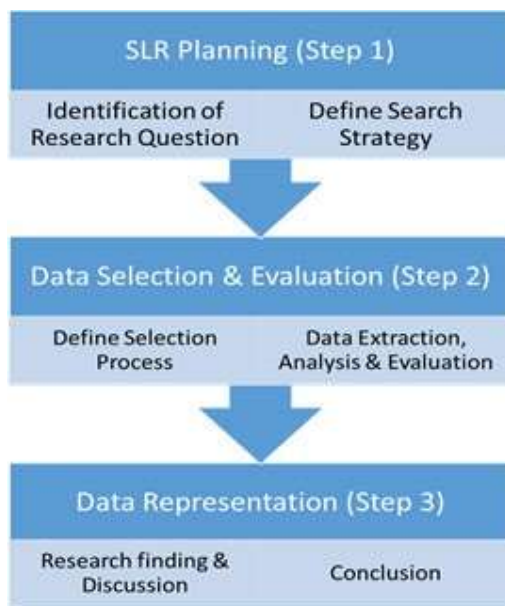 SLR Planning (Step 1)
Identification of
Research Question
Define Search
Strategy
Data Selection & Evaluation (Step 2)
Define Selection
Process
Data Extraction,
Analysis & Evaluation
Data Representation (Step 3)
Research finding &
Discussion
Conclusion